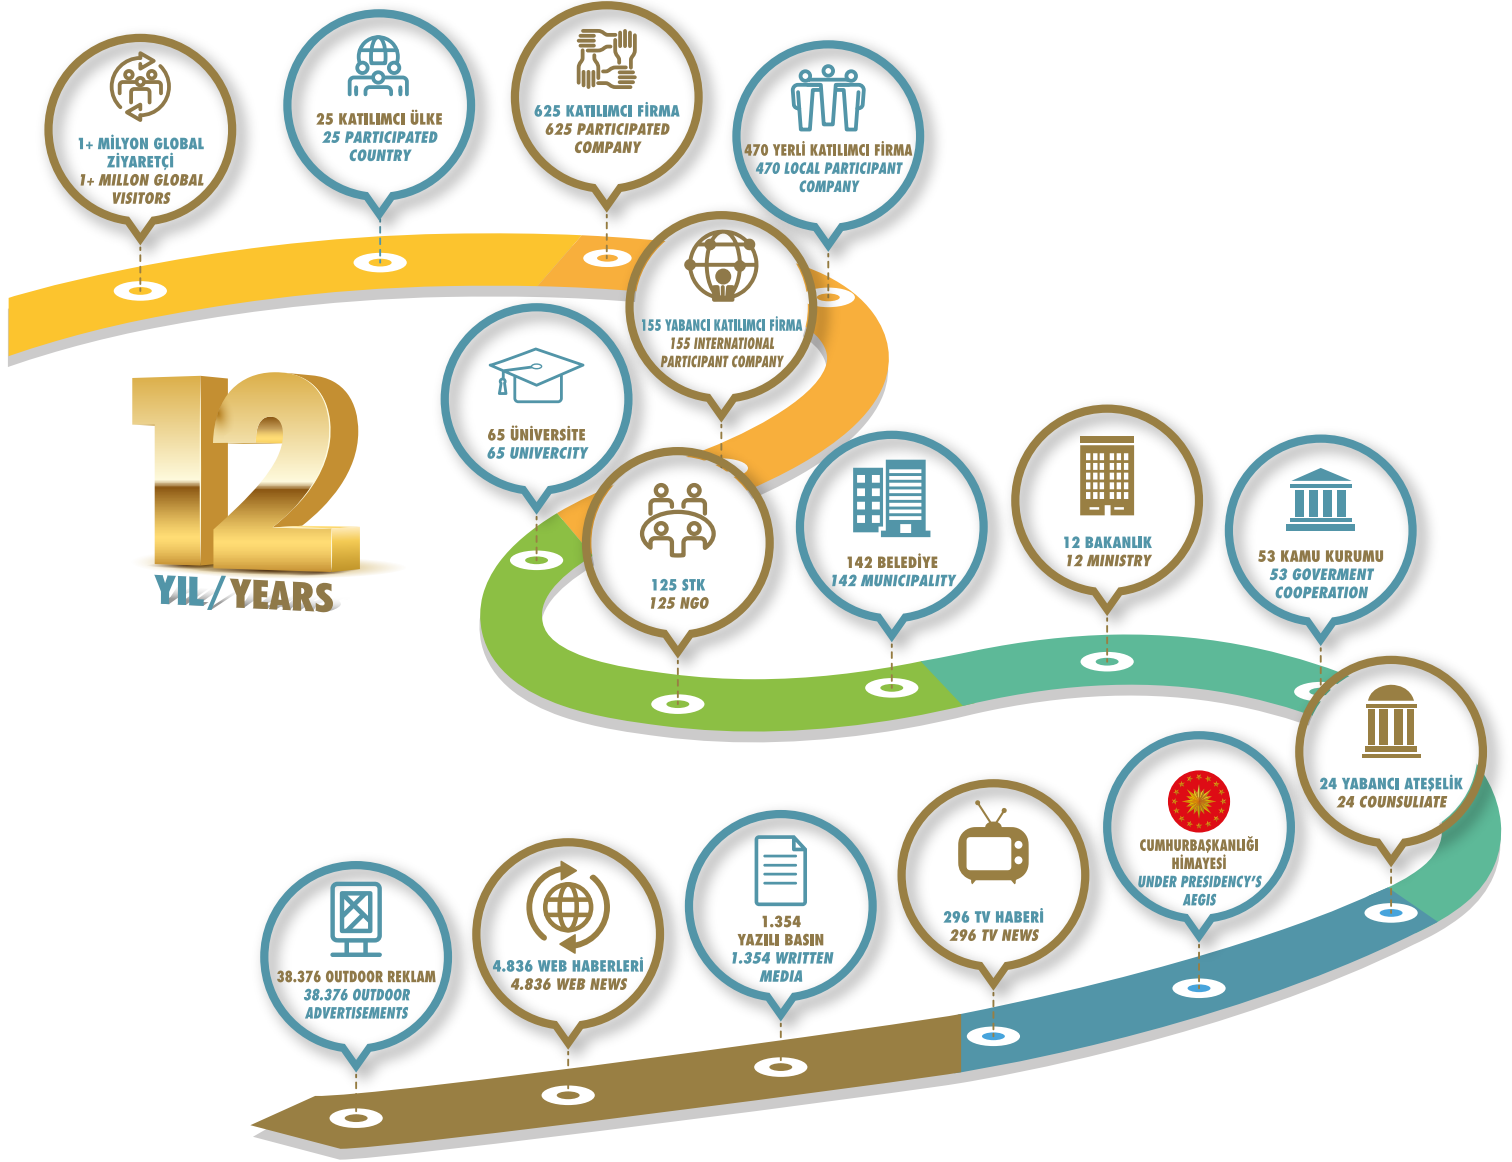 1+ MİLYON GLOBAL
ZİYARETÇİ
1+ MILLON GLOBAL
VISITORS
25 KATILIMCI ÜLKE
25 PARTICIPATED
COUNTRY
625 KATILIMCI FİRMA
625 PARTICIPATED
COMPANY
470 YERLİ KATILIMCI FİRMA
470 LOCAL PARTICIPANT
COMPANY
155 YABANCI KATILIMCI FİRMA
155 INTERNATIONAL
PARTICIPANT COMPANY
12
YIL/YEARS
65 ÜNİVERSİTE
65 UNIVERCITY
125 STK
125 NGO
142 BELEDİYE
142 MUNICIPALITY
12 BAKANLIK
12 MINISTRY
53 KAMU KURUMU
53 GOVERMENT
COOPERATION
24 YABANCI ATEŞELİK
24 COUNSULIATE
CUMHURBAŞKANLIĞI
HİMAYESİ
UNDER PRESIDENCY'S
AEGIS
296 TV HABERİ
296 TV NEWS
1.354
YAZILI BASIN
1.354 WRITTEN
MEDIA
4.836 WEB HABERLERİ
4.836 WEB NEWS
38.376 OUTDOOR REKLAM
38.376 OUTDOOR
ADVERTISEMENTS